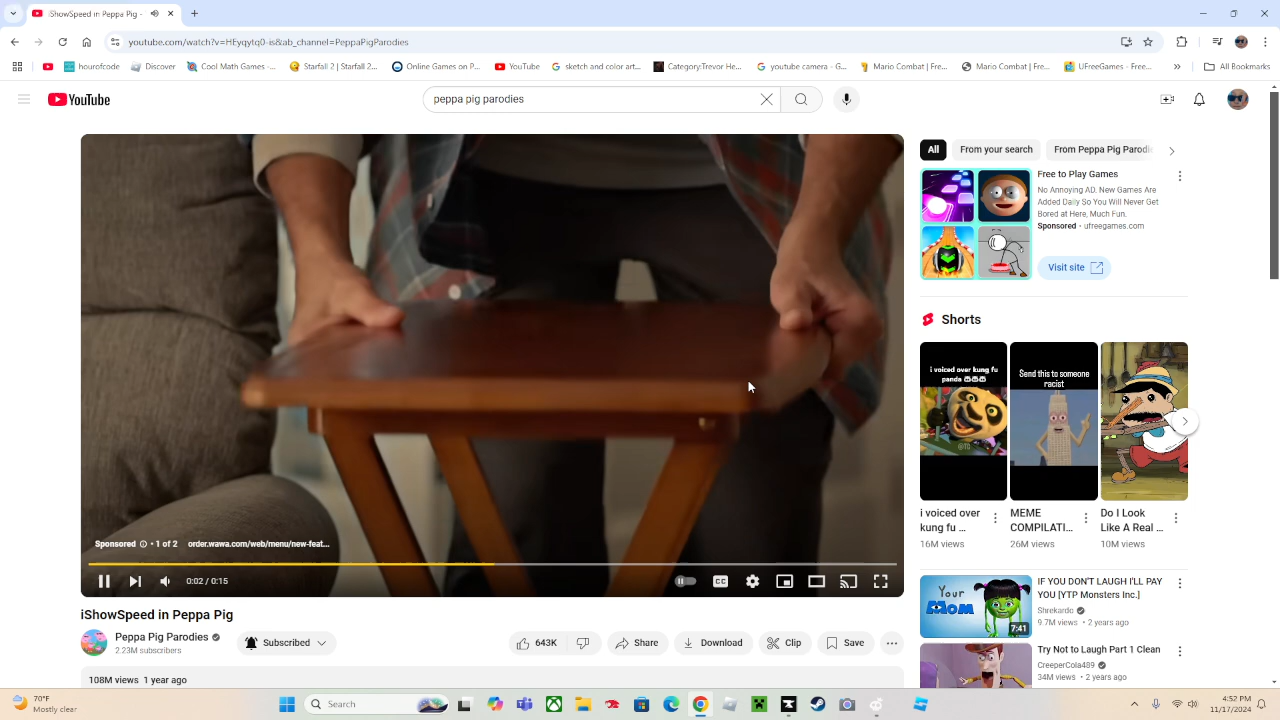 iShowSpeed in Peppa Pig -
youtube.com/watch?v=HEyqytq0-is&ab_channel=PeppaPigParodies
hourofcode
Discover
Cool Math Games -...
Starfall 2 | Starfall 2...
Online Games on P...
YouTube
sketch and color art...
Category:Trevor He...
youtube camera - G...
Mario Combat | Fre...
Mario Combat | Fre...
UFreeGames - Free...
All Bookmarks
YouTube
peppa pig parodies
Sponsored • 1 of 2 order.wawa.com/web/menu/new-feat...
0:02 / 0:15
CC
iShowSpeed in Peppa Pig
Peppa Pig Parodies
2.23M subscribers
Subscribed
643K
Share
Download
Clip
Save
108M views 1 year ago
All
From your search
From Peppa Pig Parodie
Free to Play Games
No Annoying AD. New Games Are
Added Daily So You Will Never Get
Bored at Here, Much Fun.
Sponsored • ufreegames.com
Visit site
Shorts
i voiced over kung fu
panda
Send this to someone
racist
i voiced over
kung fu ...
16M views
MEME
COMPILATI...
26M views
Do I Look
Like A Real ...
10M views
Your
MOM
7:41
IF YOU DON'T LAUGH I'LL PAY
YOU [YTP Monsters Inc.]
Shrekardo
9.7M views • 2 years ago
Try Not to Laugh Part 1 Clean
CreeperCola489
34M views • 2 years ago
70°F
Mostly clear
Search
4:52 PM
11/17/2024